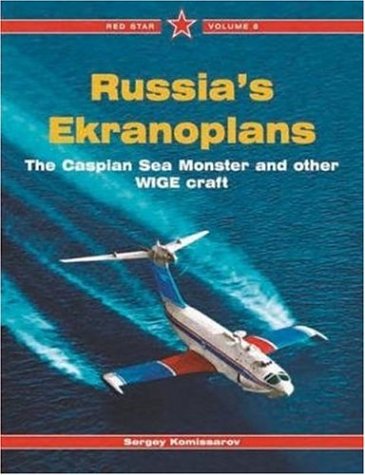 RED STAR VOLUME 8
Russia's
Ekranoplans
The Caspian Sea Monster and other
WIGE craft
Sergey Komissarov